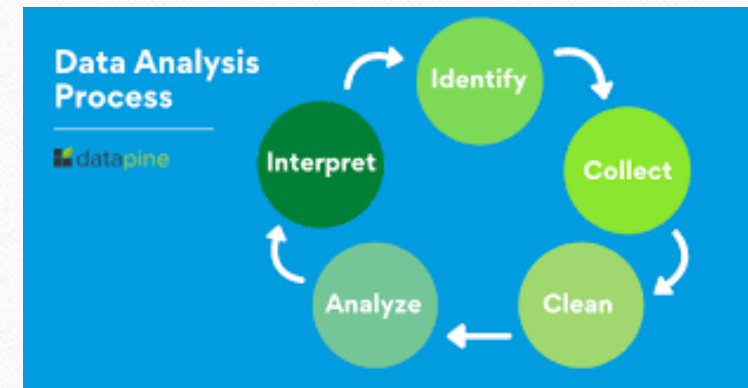 Data Analysis
Process
datapine
Identify
Collect
Clean
Analyze
Interpret